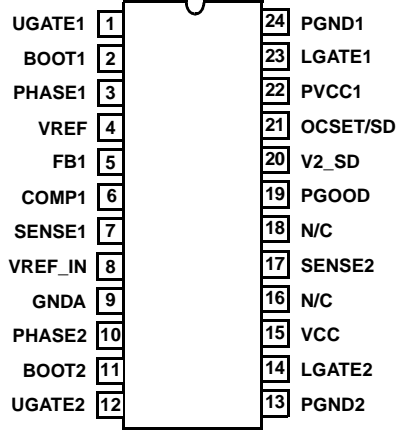 UGATE1 1 24 PGND1
BOOT1 2 23 LGATE1
PHASE1 3 22 PVCC1
VREF 4 21 OCSET/SD
FB1 5 20 V2_SD
COMP1 6 19 PGOOD
SENSE1 7 18 N/C
VREF_IN 8 17 SENSE2
GNDA 9 16 N/C
PHASE2 10 15 VCC
BOOT2 11 14 LGATE2
UGATE2 12 13 PGND2